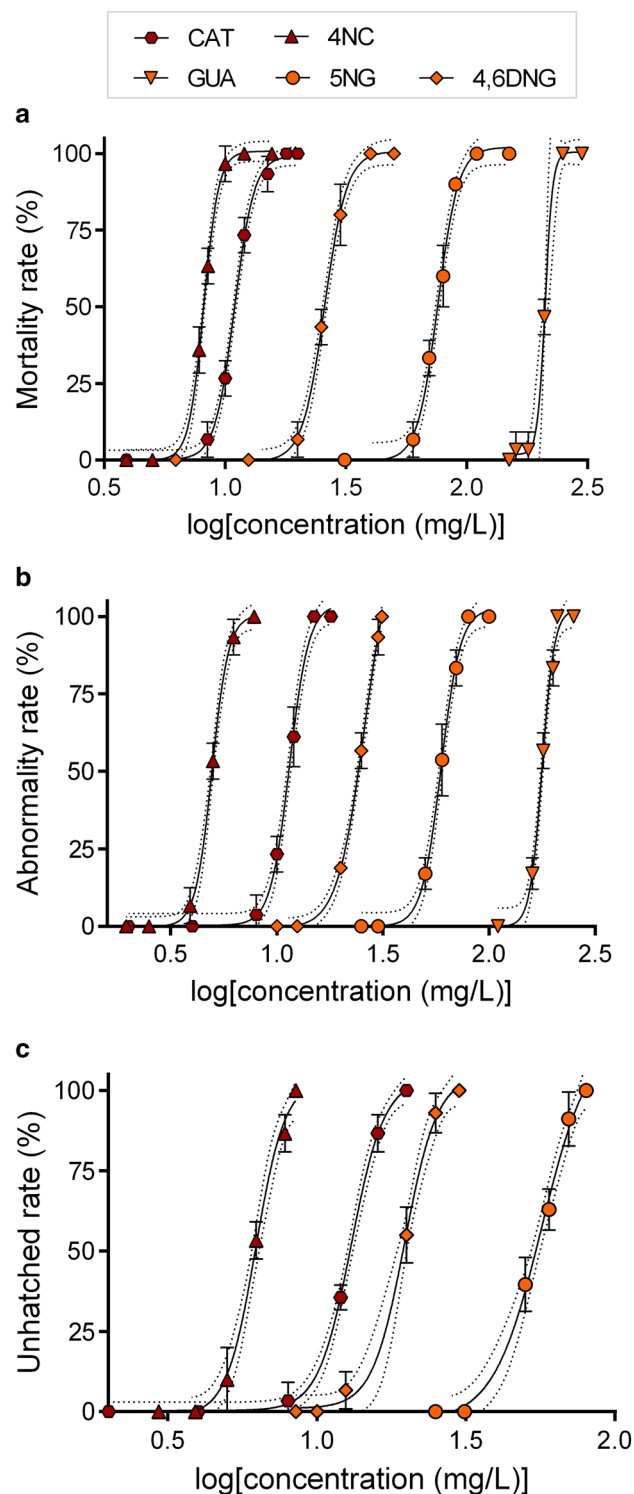 CAT 4NC
GUA 5NG 4,6DNG
a
100
75
50
25
0
Mortality rate (%)
0.5 1.0 1.5 2.0 2.5
log[concentration (mg/L)]
b
100
75
50
25
0
Abnormality rate (%)
0.5 1.0 1.5 2.0 2.5
log[concentration (mg/L)]
c
100
75
50
25
0
Unhatched rate (%)
0.5 1.0 1.5 2.0
log[concentration (mg/L)]